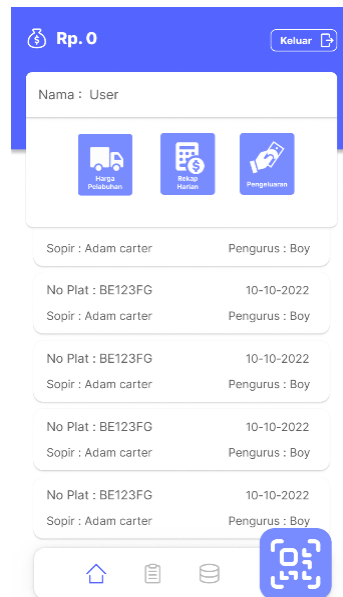 Rp. 0
Keluar
Nama : User
Harga Pelabuhan
Rekap Harian
Pengeluaran
Sopir : Adam carter Pengurus : Boy
No Plat : BE123FG 10-10-2022
Sopir : Adam carter Pengurus : Boy
No Plat : BE123FG 10-10-2022
Sopir : Adam carter Pengurus : Boy
No Plat : BE123FG 10-10-2022
Sopir : Adam carter Pengurus : Boy
No Plat : BE123FG 10-10-2022
Sopir : Adam carter Pengurus : Boy